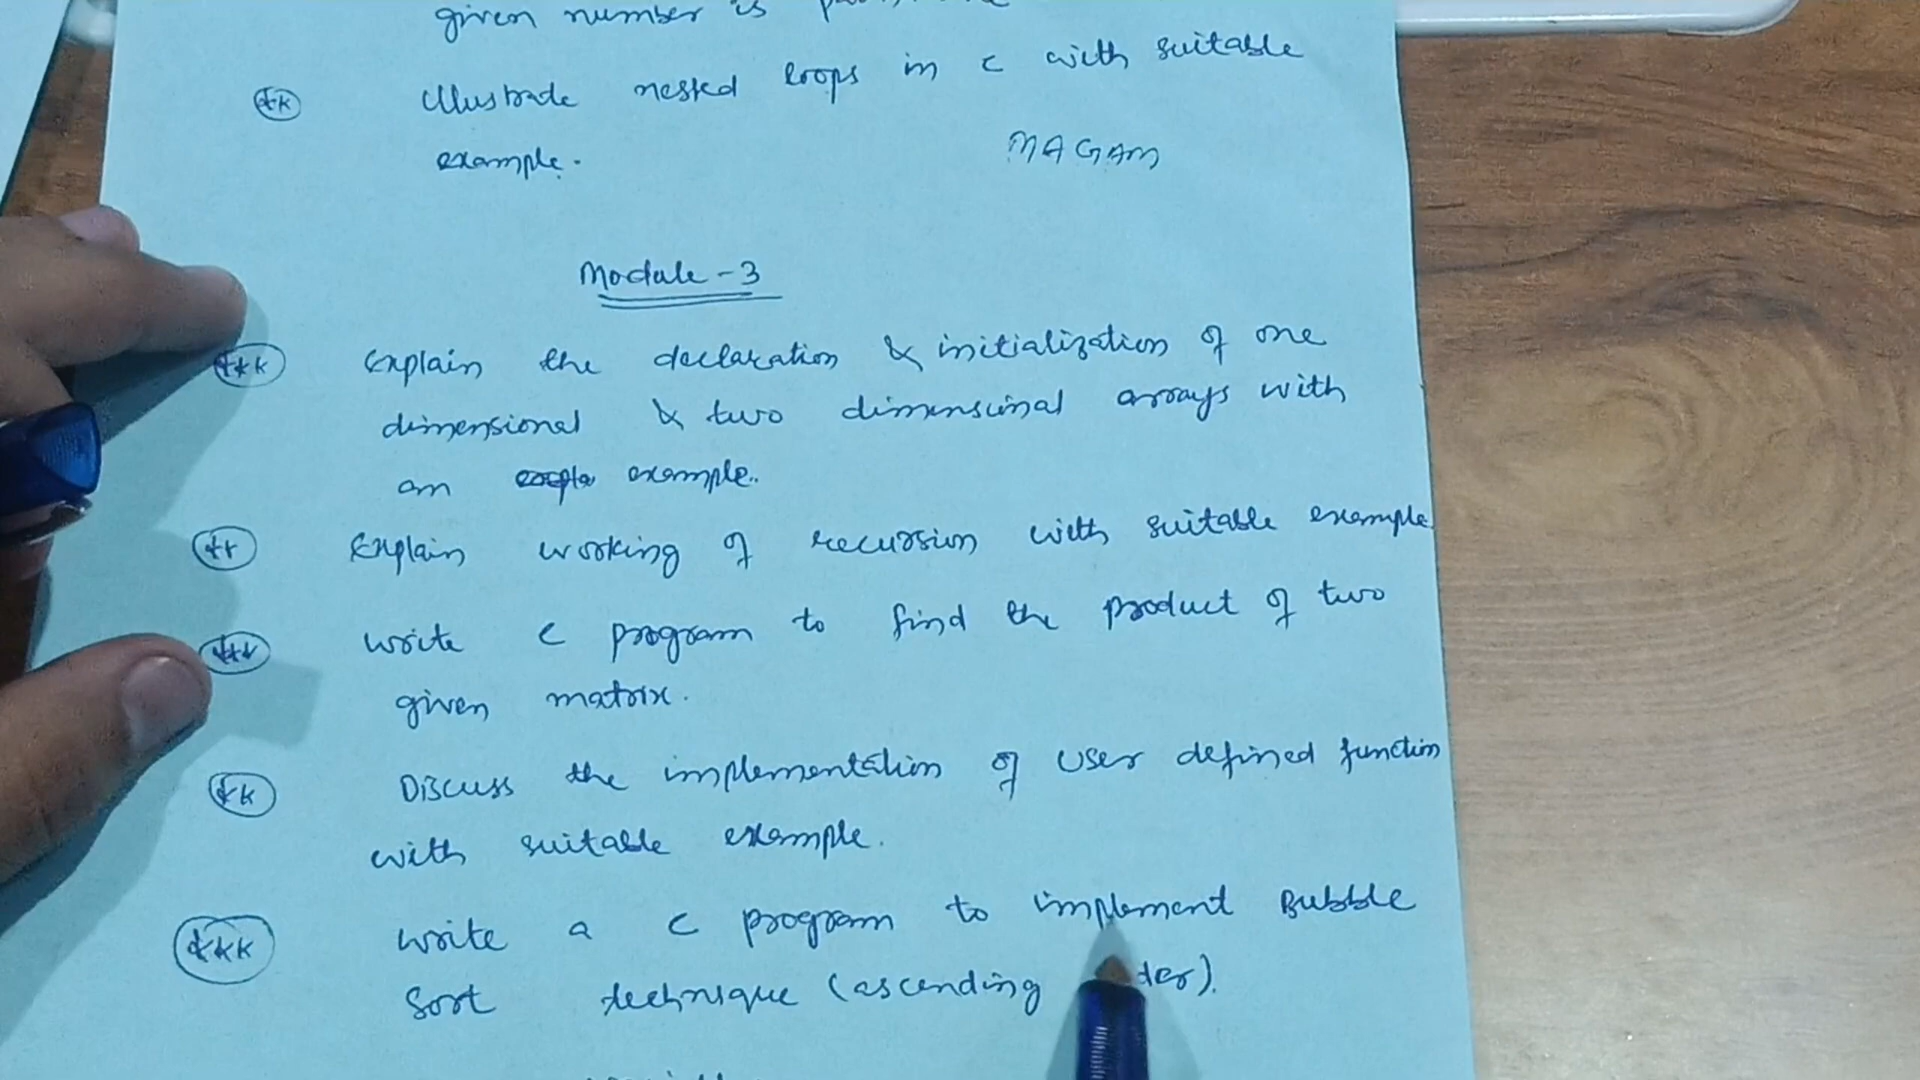 given number is
** illustrate nested loops in c with suitable
example.
MAGAM
Module - 3
*** Explain the declaration & initialization of one
dimensional & two dimensional arrays with
an example.
** Explain working of recursion with suitable example
*** write c program to find the product of two
given matrix.
** Discuss the implementation of user defined function
with suitable example.
*** write a c program to implement Bubble
Sort technique (ascending der).